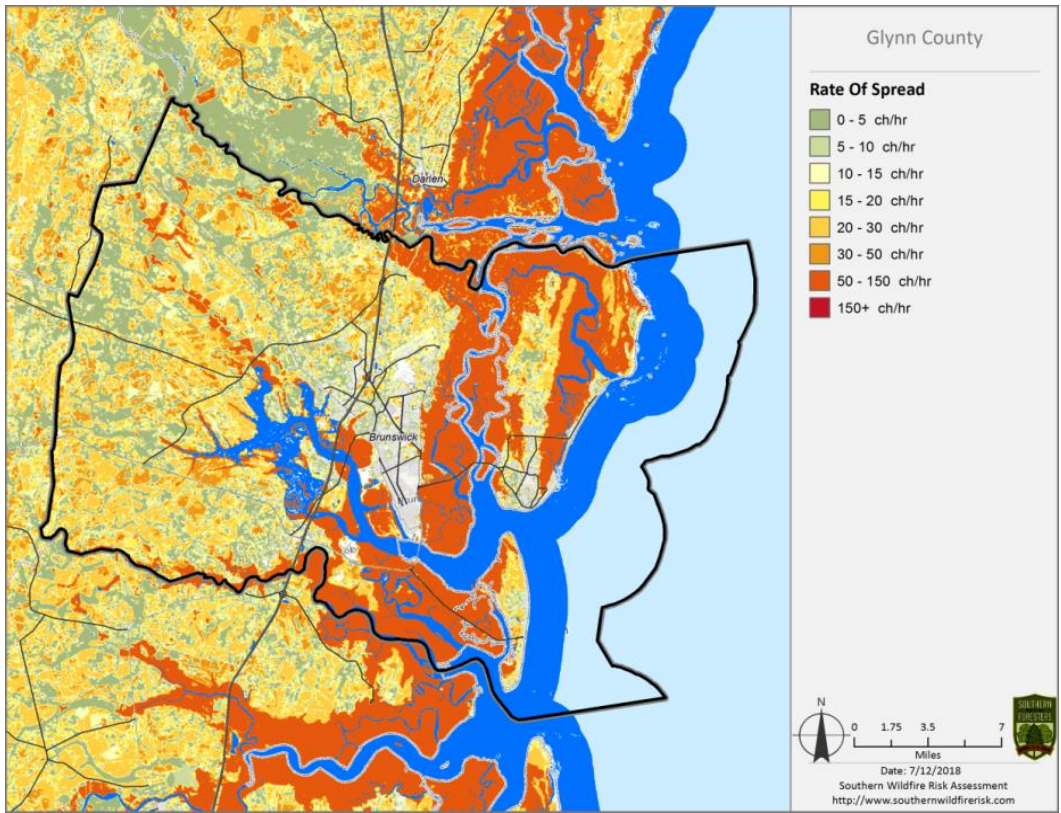 Glynn County
Rate Of Spread
0 - 5 ch/hr
5 - 10 ch/hr
10 - 15 ch/hr
15 - 20 ch/hr
20 - 30 ch/hr
30 - 50 ch/hr
50 - 150 ch/hr
150+ ch/hr
Darien
Brunswick
N
0 1.75 3.5 7
Miles
Date: 7/12/2018
Southern Wildfire Risk Assessment
http://www.southernwildfirerisk.com
SOUTHERN
FORESTERS